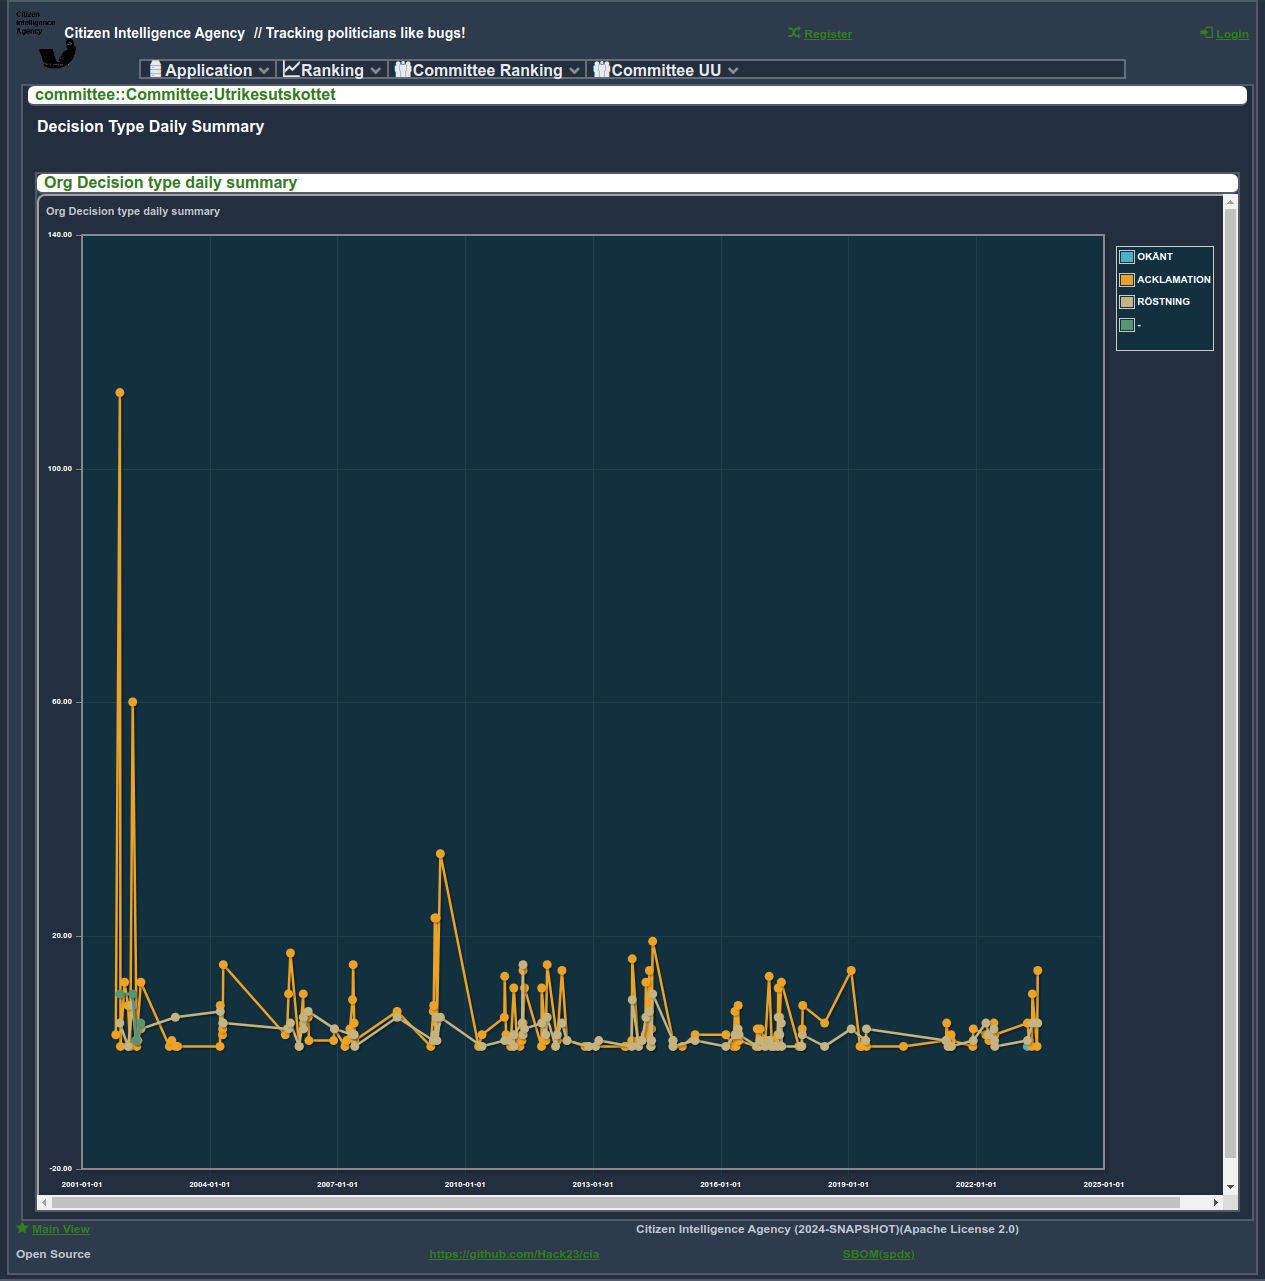 Citizen
Intelligence
Agency
Citizen Intelligence Agency // Tracking politicians like bugs!
Register
Login
Application
Ranking
Committee Ranking
Committee UU
committee::Committee:Utrikesutskottet
Decision Type Daily Summary
Org Decision type daily summary
Org Decision type daily summary
140.00
100.00
60.00
20.00
-20.00
2001-01-01
2004-01-01
2007-01-01
2010-01-01
2013-01-01
2016-01-01
2019-01-01
2022-01-01
2025-01-01
OKÄNT
ACKLAMATION
RÖSTNING
-
Main View
Citizen Intelligence Agency (2024-SNAPSHOT)(Apache License 2.0)
Open Source
https://github.com/Hack23/cia
SBOM(spdx)